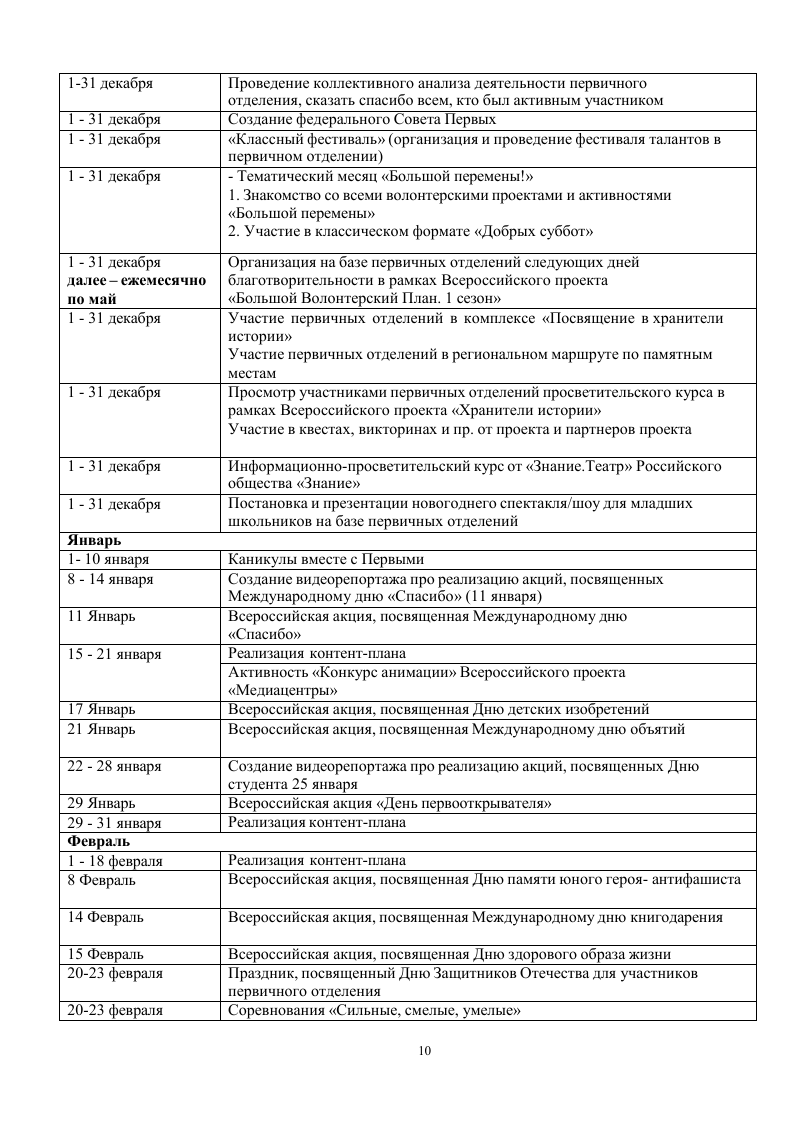 1-31 декабря
Проведение коллективного анализа деятельности первичного
отделения, сказать спасибо всем, кто был активным участником
1 - 31 декабря
Создание федерального Совета Первых
1 - 31 декабря
«Классный фестиваль» (организация и проведение фестиваля талантов в
первичном отделении)
1 - 31 декабря
- Тематический месяц «Большой перемены!»
1. Знакомство со всеми волонтерскими проектами и активностями
«Большой перемены»
2. Участие в классическом формате «Добрых суббот»
1 - 31 декабря
далее – ежемесячно
по май
Организация на базе первичных отделений следующих дней
благотворительности в рамках Всероссийского проекта
«Большой Волонтерский План. 1 сезон»
1 - 31 декабря
Участие первичных отделений в комплексе «Посвящение в хранители
истории»
Участие первичных отделений в региональном маршруте по памятным
местам
1 - 31 декабря
Просмотр участниками первичных отделений просветительского курса в
рамках Всероссийского проекта «Хранители истории»
Участие в квестах, викторинах и пр. от проекта и партнеров проекта
1 - 31 декабря
Информационно-просветительский курс от «Знание.Театр» Российского
общества «Знание»
1 - 31 декабря
Постановка и презентации новогоднего спектакля/шоу для младших
школьников на базе первичных отделений
Январь
1- 10 января
Каникулы вместе с Первыми
8 - 14 января
Создание видеорепортажа про реализацию акций, посвященных
Международному дню «Спасибо» (11 января)
11 Январь
Всероссийская акция, посвященная Международному дню
«Спасибо»
15 - 21 января
Реализация контент-плана
Активность «Конкурс анимации» Всероссийского проекта
«Медиацентры»
17 Январь
Всероссийская акция, посвященная Дню детских изобретений
21 Январь
Всероссийская акция, посвященная Международному дню объятий
22 - 28 января
Создание видеорепортажа про реализацию акций, посвященных Дню
студента 25 января
29 Январь
Всероссийская акция «День первооткрывателя»
29 - 31 января
Реализация контент-плана
Февраль
1 - 18 февраля
Реализация контент-плана
8 Февраль
Всероссийская акция, посвященная Дню памяти юного героя- антифашиста
14 Февраль
Всероссийская акция, посвященная Международному дню книгодарения
15 Февраль
Всероссийская акция, посвященная Дню здорового образа жизни
20-23 февраля
Праздник, посвященный Дню Защитников Отечества для участников
первичного отделения
20-23 февраля
Соревнования «Сильные, смелые, умелые»
10